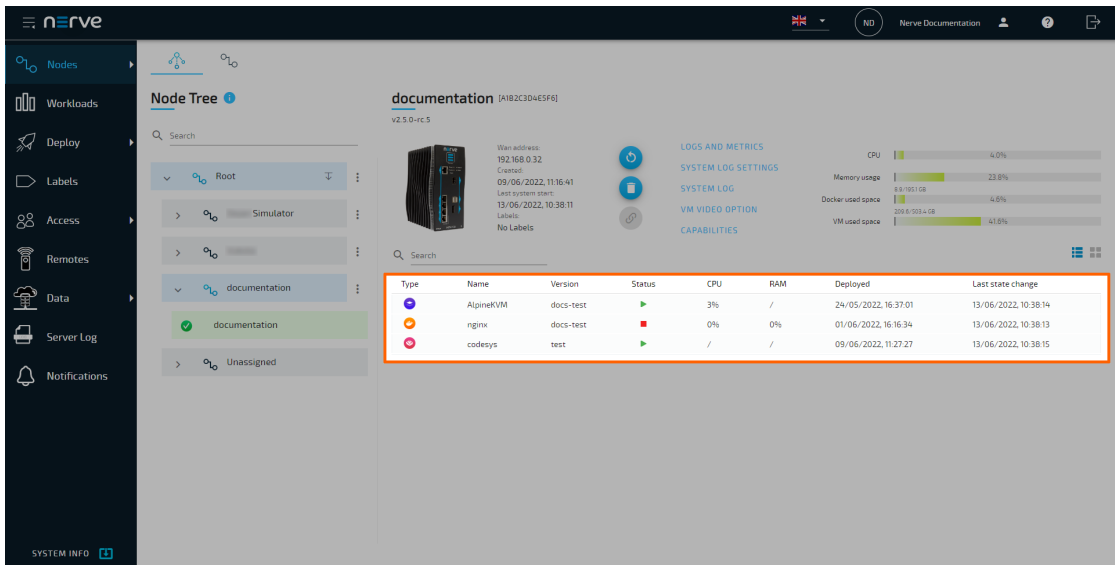 nerve
ND
Nerve Documentation
Nodes
Workloads
Deploy
Labels
Access
Remotes
Data
Server Log
Notifications
SYSTEM INFO
Node Tree
Search
Root
Simulator
documentation
documentation
Unassigned
documentation [A1B2C3D4E5F6]
v2.5.0-rc.5
Wan address:
192.168.0.32
Created:
09/06/2022, 11:16:41
Last system start:
13/06/2022, 10:38:11
Labels:
No Labels
LOGS AND METRICS
SYSTEM LOG SETTINGS
SYSTEM LOG
VM VIDEO OPTION
CAPABILITIES
CPU 4.0%
Memory usage 23.8%
Docker used space 4.6%
VM used space 41.6%
Search
Type Name Version Status CPU RAM Deployed Last state change
AlpineKVM docs-test 3% / 24/05/2022, 16:37:01 13/06/2022, 10:38:14
nginx docs-test 0% 0% 01/06/2022, 16:16:34 13/06/2022, 10:38:13
codesys test / / 09/06/2022, 11:27:27 13/06/2022, 10:38:15